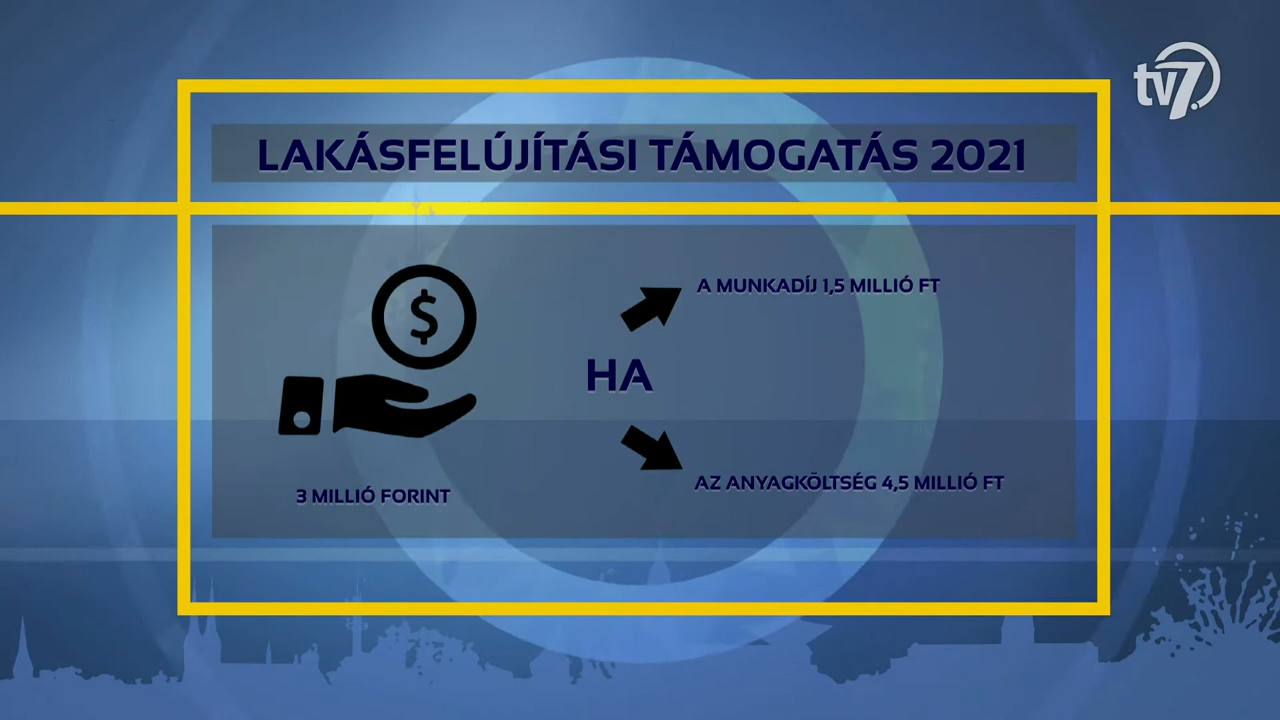 tv7.
LAKÁSFELÚJÍTÁSI TÁMOGATÁS 2021
$
A MUNKADÍJ 1,5 MILLIÓ FT
HA
AZ ANYAGKÖLTSÉG 4,5 MILLIÓ FT
3 MILLIÓ FORINT